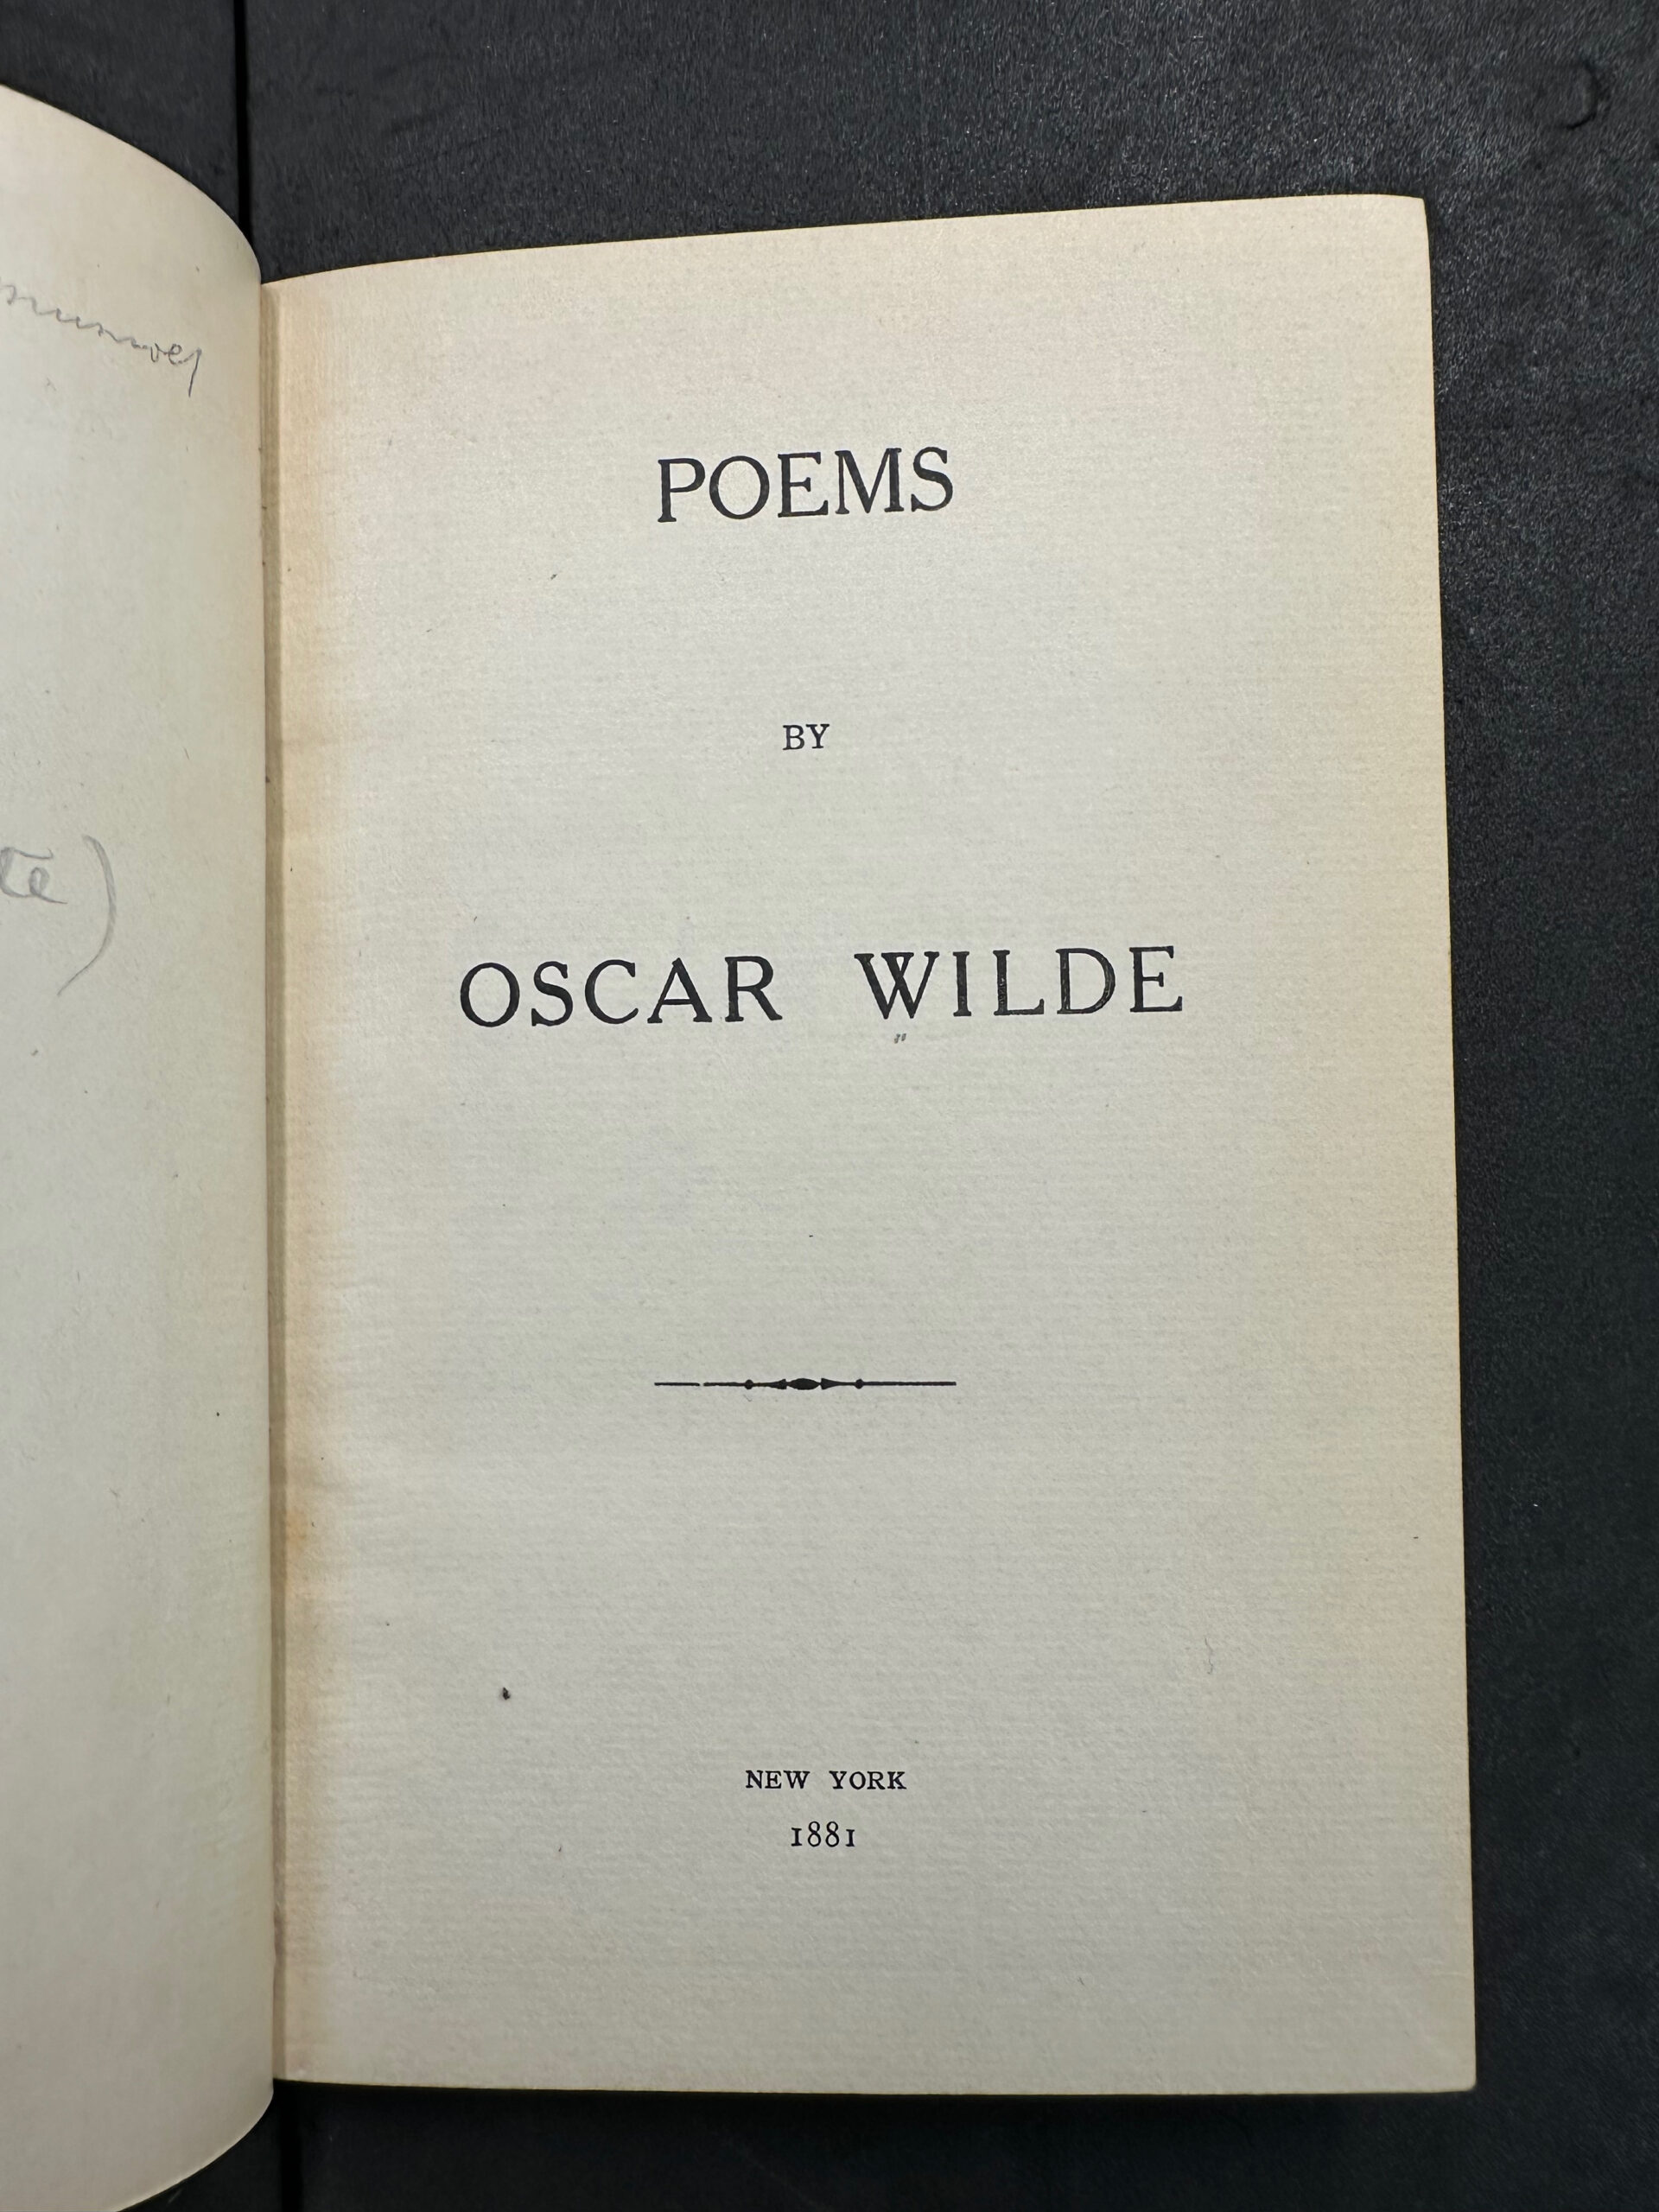 POEMS
BY
OSCAR WILDE
NEW YORK
1881